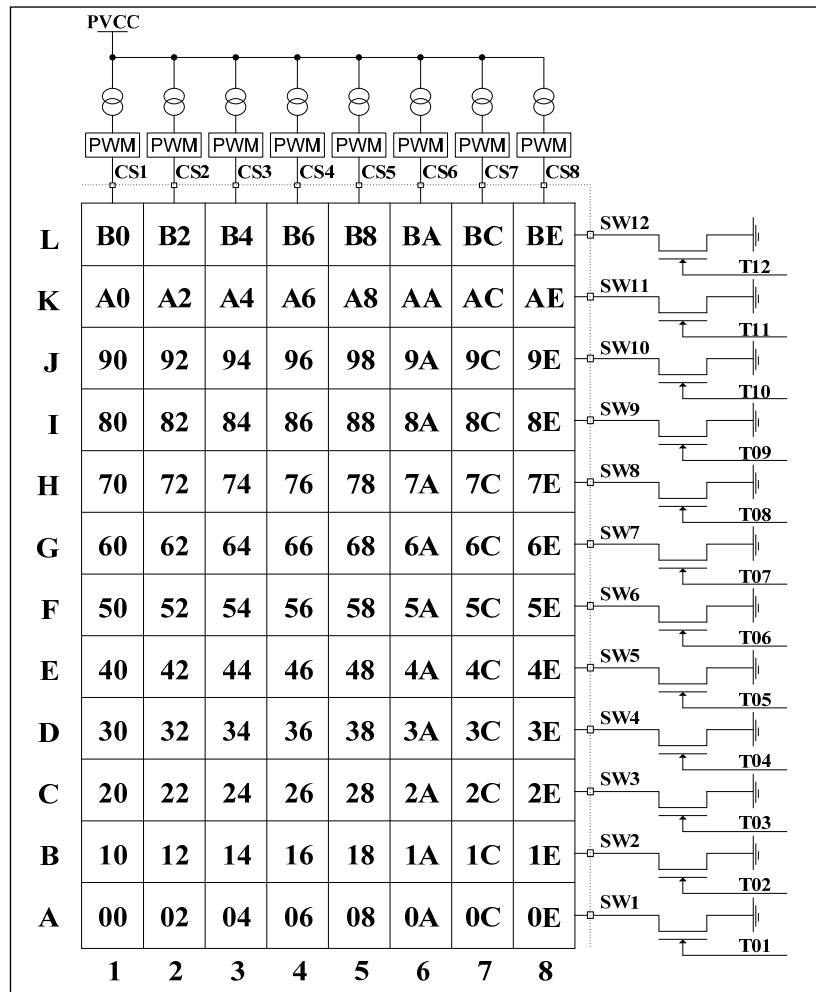 PVCC
PWM PWM PWM PWM PWM PWM PWM PWM
CS1 CS2 CS3 CS4 CS5 CS6 CS7 CS8
L B0 B2 B4 B6 B8 BA BC BE SW12
T12
K A0 A2 A4 A6 A8 AA AC AE SW11
T11
J 90 92 94 96 98 9A 9C 9E SW10
T10
I 80 82 84 86 88 8A 8C 8E SW9
T09
H 70 72 74 76 78 7A 7C 7E SW8
T08
G 60 62 64 66 68 6A 6C 6E SW7
T07
F 50 52 54 56 58 5A 5C 5E SW6
T06
E 40 42 44 46 48 4A 4C 4E SW5
T05
D 30 32 34 36 38 3A 3C 3E SW4
T04
C 20 22 24 26 28 2A 2C 2E SW3
T03
B 10 12 14 16 18 1A 1C 1E SW2
T02
A 00 02 04 06 08 0A 0C 0E SW1
T01
1 2 3 4 5 6 7 8